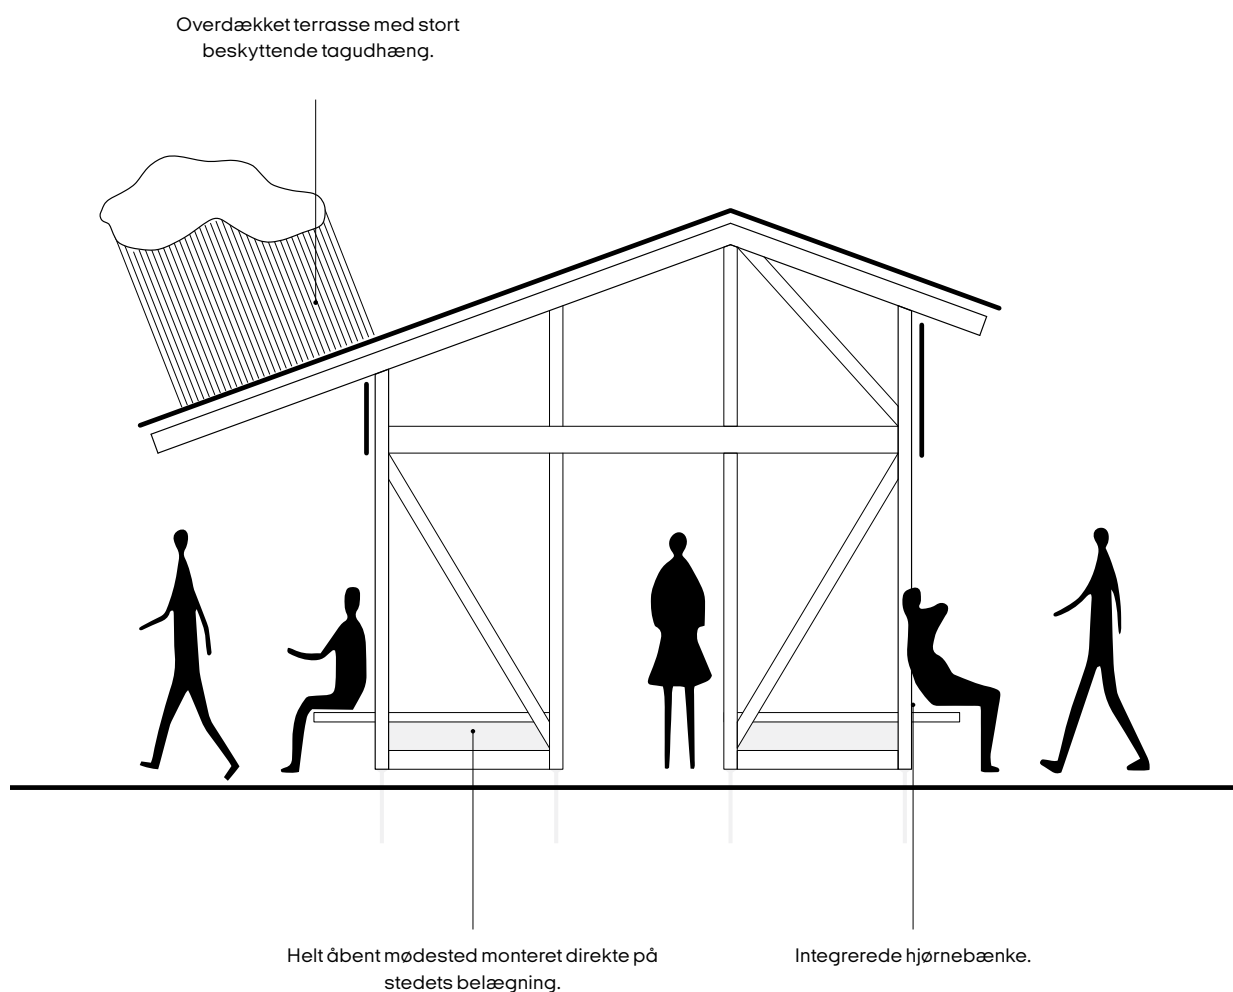 Overdækket terrasse med stort
beskyttende tagudhæng.
Helt åbent mødested monteret direkte på
stedets belægning.
Integrerede hjørnebænke.